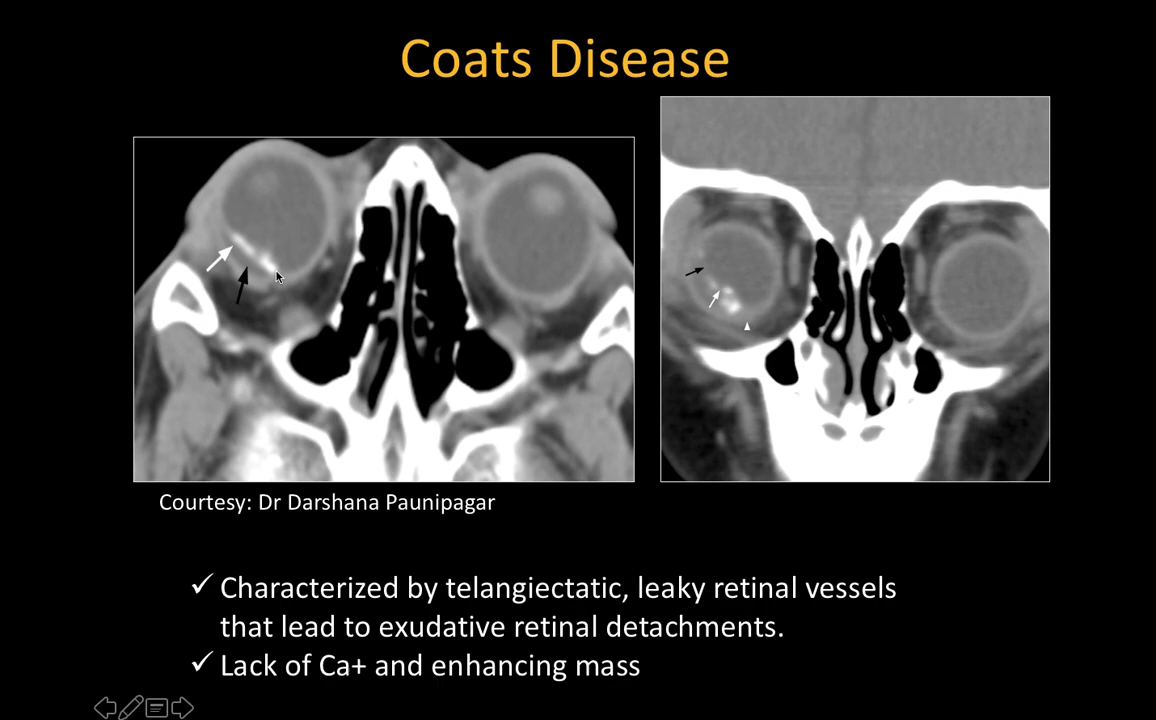 Coats Disease
Courtesy: Dr Darshana Paunipagar
✓ Characterized by telangiectatic, leaky retinal vessels
that lead to exudative retinal detachments.
✓ Lack of Ca+ and enhancing mass